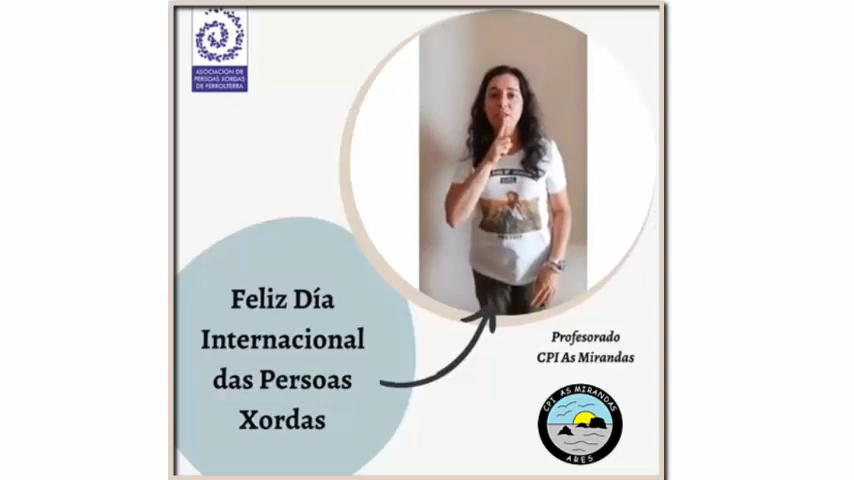 ASOCIACIÓN DE
PERSOAS XORDAS
DE FERROLTERRA
Feliz Día
Internacional
das Persoas
Xordas
Profesorado
CPI As Mirandas
CPI AS MIRANDAS
ARES